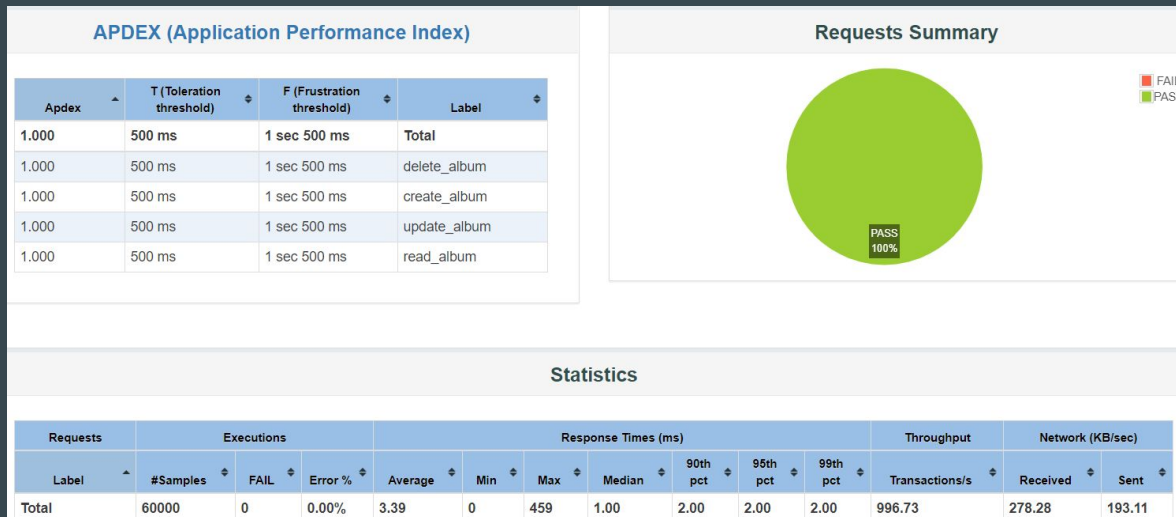 APDEX (Application Performance Index)
Apdex T (Toleration threshold) F (Frustration threshold) Label
1.000 500 ms 1 sec 500 ms Total
1.000 500 ms 1 sec 500 ms delete_album
1.000 500 ms 1 sec 500 ms create_album
1.000 500 ms 1 sec 500 ms update_album
1.000 500 ms 1 sec 500 ms read_album
Requests Summary
FAI
PAS
PASS
100%
Statistics
Requests Executions Response Times (ms) Throughput Network (KB/sec)
Label #Samples FAIL Error % Average Min Max Median 90th pct 95th pct 99th pct Transactions/s Received Sent
Total 60000 0 0.00% 3.39 0 459 1.00 2.00 2.00 2.00 996.73 278.28 193.11